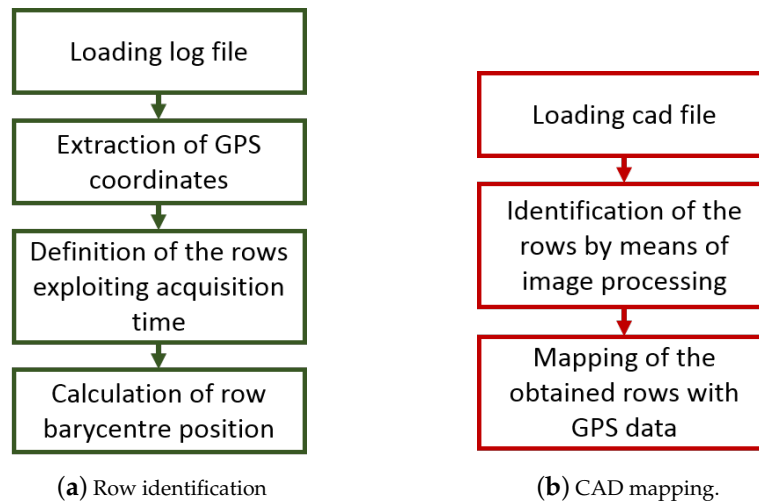 Loading log file
Extraction of GPS
coordinates
Definition of the rows
exploiting acquisition
time
Calculation of row
barycentre position
(a) Row identification
Loading cad file
Identification of the
rows by means of
image processing
Mapping of the
obtained rows with
GPS data
(b) CAD mapping.